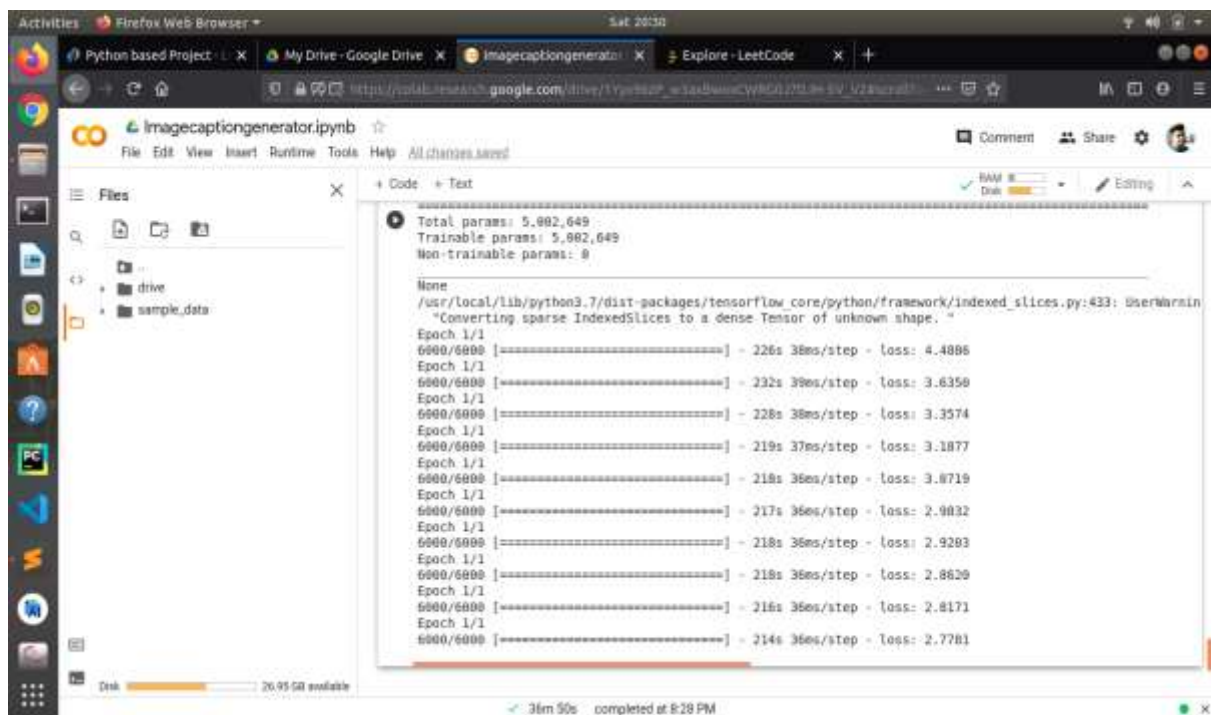 Activities Firefox Web Browser
Sat 20:30
Python based Project - L
My Drive - Google Drive
Imagecaptiongenerator
Explore - LeetCode
google.com
Imagecaptiongenerator.ipynb
File Edit View Insert Runtime Tools Help All changes saved
Comment
Share
Files
+ Code + Text
RAM
Disk
Editing
..
drive
sample_data
Total params: 5,002,649
Trainable params: 5,002,649
Non-trainable params: 0
None
/usr/local/lib/python3.7/dist-packages/tensorflow_core/python/framework/indexed_slices.py:433: UserWarnin
"Converting sparse IndexedSlices to a dense Tensor of unknown shape. "
Epoch 1/1
6000/6000 [==============================] - 226s 38ms/step - loss: 4.4886
Epoch 1/1
6000/6000 [==============================] - 232s 39ms/step - loss: 3.6350
Epoch 1/1
6000/6000 [==============================] - 228s 38ms/step - loss: 3.3574
Epoch 1/1
6000/6000 [==============================] - 219s 37ms/step - loss: 3.1877
Epoch 1/1
6000/6000 [==============================] - 218s 36ms/step - loss: 3.0719
Epoch 1/1
6000/6000 [==============================] - 217s 36ms/step - loss: 2.9832
Epoch 1/1
6000/6000 [==============================] - 218s 36ms/step - loss: 2.9203
Epoch 1/1
6000/6000 [==============================] - 218s 36ms/step - loss: 2.8620
Epoch 1/1
6000/6000 [==============================] - 216s 36ms/step - loss: 2.8171
Epoch 1/1
6000/6000 [==============================] - 214s 36ms/step - loss: 2.7781
Disk
26.95 GB available
36m 50s completed at 8:28 PM